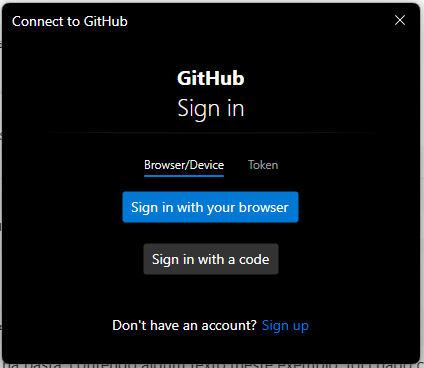 Connect to GitHub
GitHub
Sign in
Browser/Device Token
Sign in with your browser
Sign in with a code
Don't have an account? Sign up